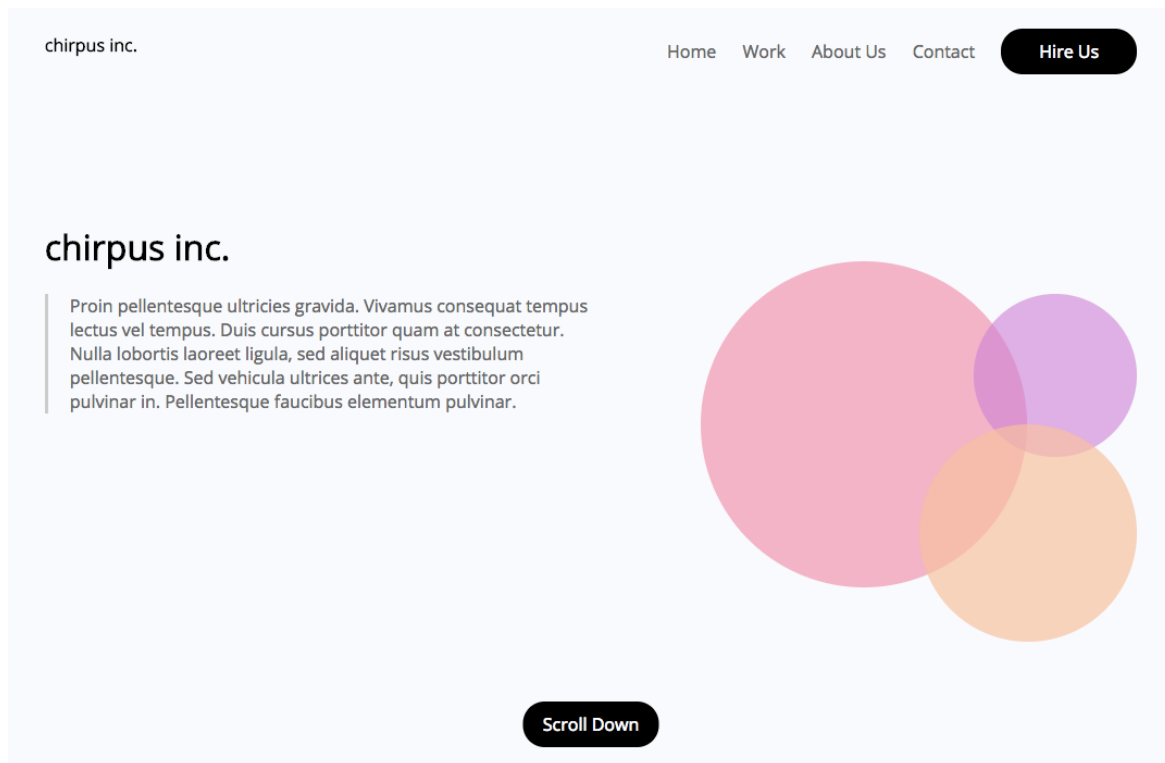 chirpus inc.
Home Work About Us Contact Hire Us
chirpus inc.
Proin pellentesque ultricies gravida. Vivamus consequat tempus
lectus vel tempus. Duis cursus porttitor quam at consectetur.
Nulla lobortis laoreet ligula, sed aliquet risus vestibulum
pellentesque. Sed vehicula ultrices ante, quis porttitor orci
pulvinar in. Pellentesque faucibus elementum pulvinar.
Scroll Down